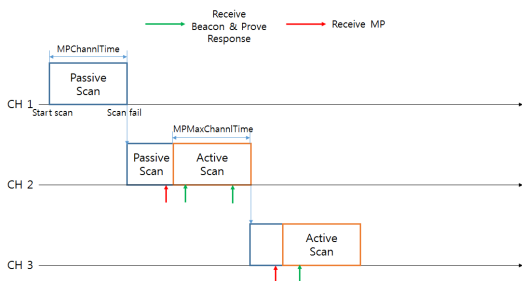 Receive
Beacon & Prove
Response
Receive MP
MPChannlTime
Passive
Scan
CH 1
Start scan
Scan fail
MPMaxChannlTime
Passive
Scan
Active
Scan
CH 2
Active
Scan
CH 3